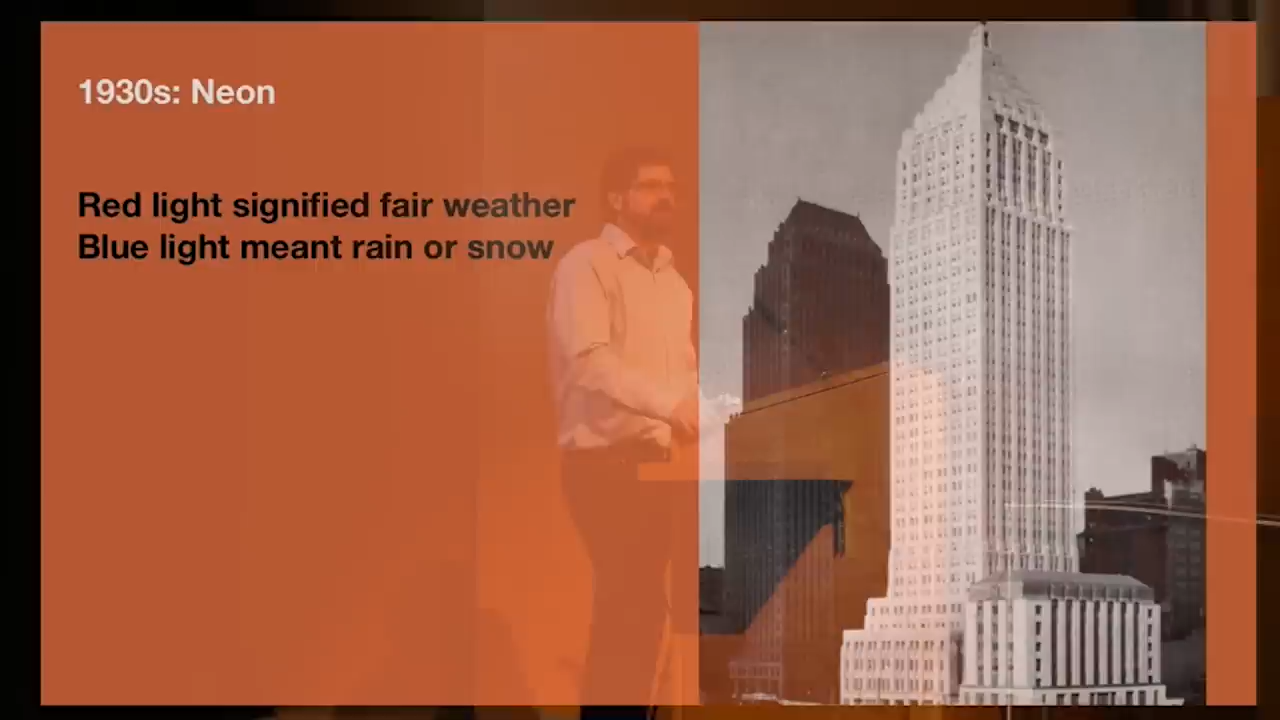 1930s: Neon
Red light signified fair weather
Blue light meant rain or snow